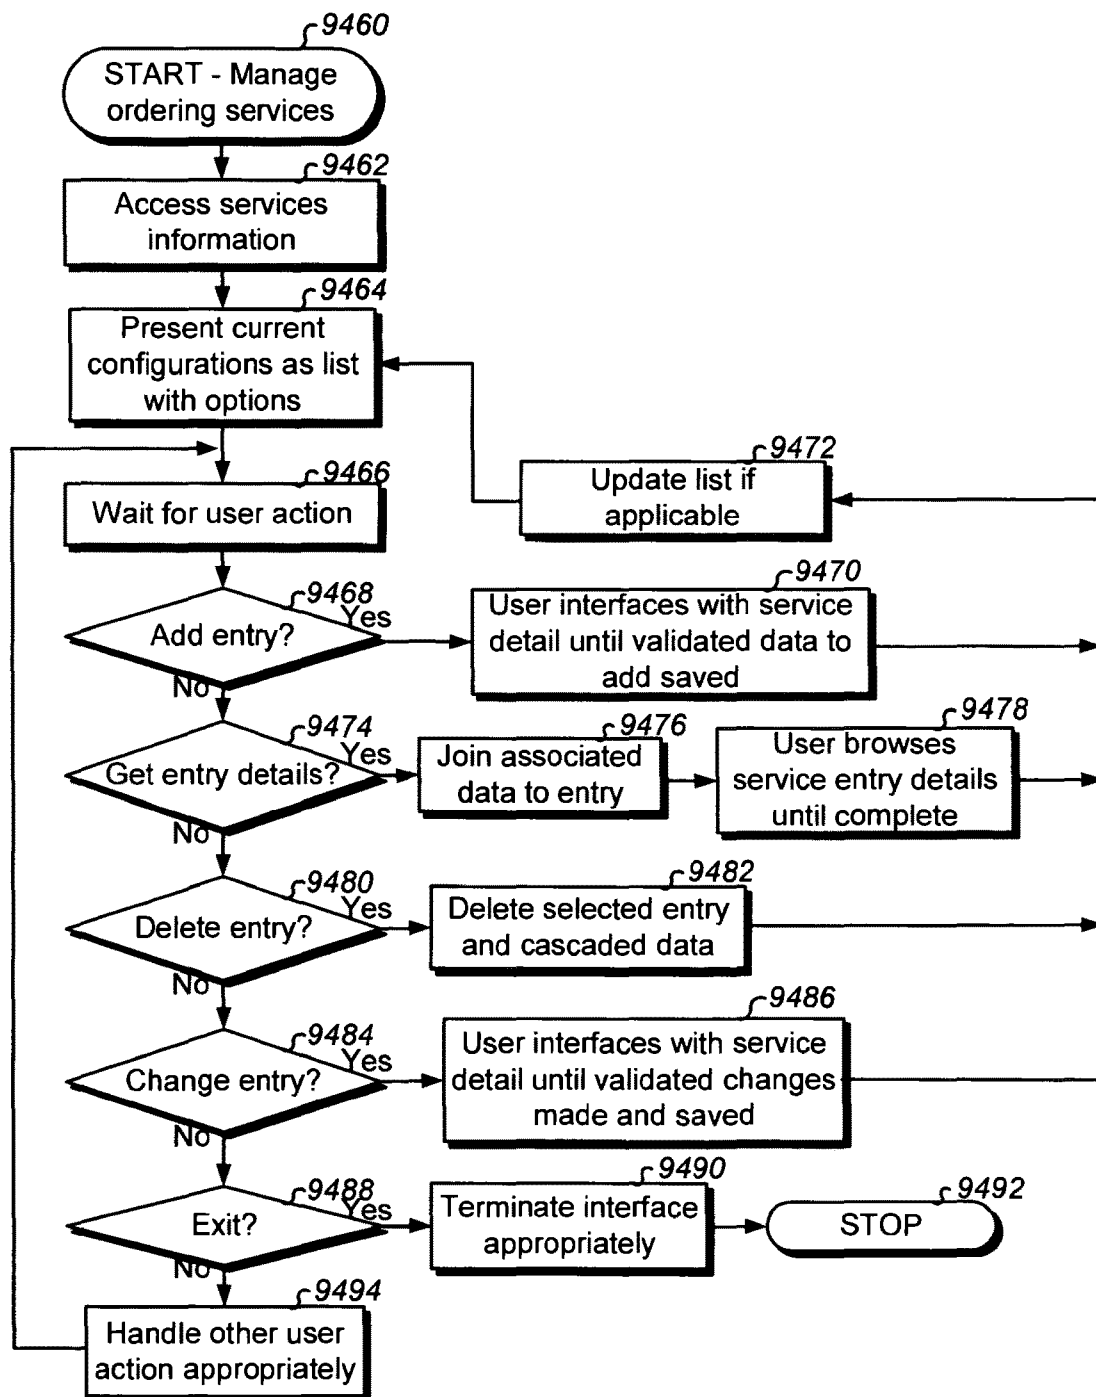 9460
START - Manage
ordering services
9462
Access services
information
9464
Present current
configurations as list
with options
9472
Update list if
applicable
9466
Wait for user action
9468
Add entry?
Yes
No
9470
User interfaces with service
detail until validated data to
add saved
9474
Get entry details?
Yes
No
9476
Join associated
data to entry
9478
User browses
service entry details
until complete
9480
Delete entry?
Yes
No
9482
Delete selected entry
and cascaded data
9484
Change entry?
Yes
No
9486
User interfaces with service
detail until validated changes
made and saved
9488
Exit?
Yes
No
9490
Terminate interface
appropriately
9492
STOP
9494
Handle other user
action appropriately